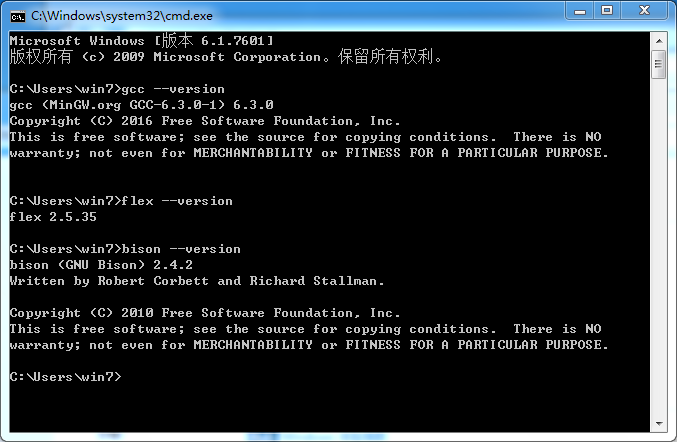 C:\Windows\system32\cmd.exe
Microsoft Windows [版本 6.1.7601]
版权所有 (c) 2009 Microsoft Corporation。保留所有权利。
C:\Users\win7>gcc --version
gcc (MinGW.org GCC-6.3.0-1) 6.3.0
Copyright (C) 2016 Free Software Foundation, Inc.
This is free software; see the source for copying conditions.  There is NO
warranty; not even for MERCHANTABILITY or FITNESS FOR A PARTICULAR PURPOSE.
C:\Users\win7>flex --version
flex 2.5.35
C:\Users\win7>bison --version
bison (GNU Bison) 2.4.2
Written by Robert Corbett and Richard Stallman.
Copyright (C) 2010 Free Software Foundation, Inc.
This is free software; see the source for copying conditions.  There is NO
warranty; not even for MERCHANTABILITY or FITNESS FOR A PARTICULAR PURPOSE.
C:\Users\win7>